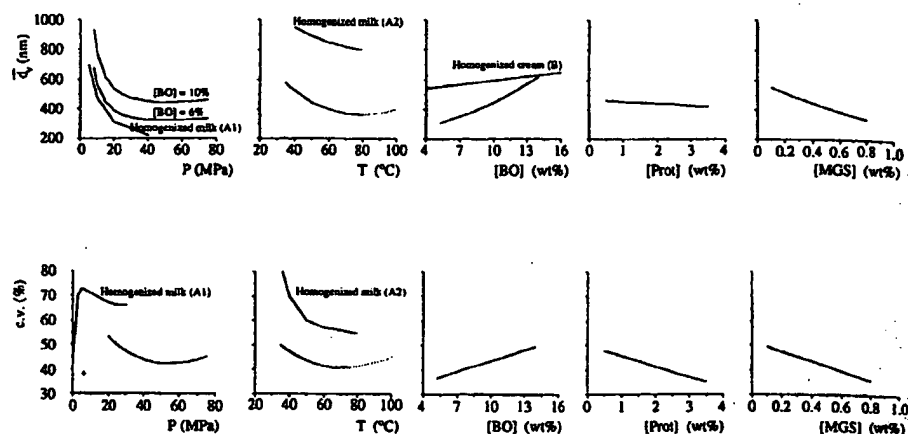 d̄v (nm)
1000
800
600
400
200
[BO] = 10%
[BO] = 6%
Homogenized milk (A1)
0 20 40 60 80
P (MPa)
Homogenized milk (A2)
20 40 60 80 100
T (°C)
Homogenized cream (B)
4 7 10 13 16
[BO] (wt%)
0 1 2 3 4
[Prot] (wt%)
0 0.2 0.4 0.6 0.8 1.0
[MGS] (wt%)
c.v. (%)
80
70
60
50
40
30
Homogenized milk (A1)
0 20 40 60 80
P (MPa)
Homogenized milk (A2)
20 40 60 80 100
T (°C)
4 7 10 13 16
[BO] (wt%)
0 1 2 3 4
[Prot] (wt%)
0 0.2 0.4 0.6 0.8 1.0
[MGS] (wt%)